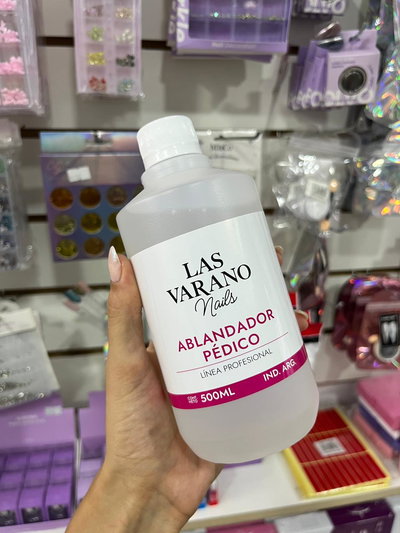 LAS
VARANO
Nails
ABLANDADOR
PÉDICO
LÍNEA PROFESIONAL
CONT.
NETO
500ML
IND. ARG.